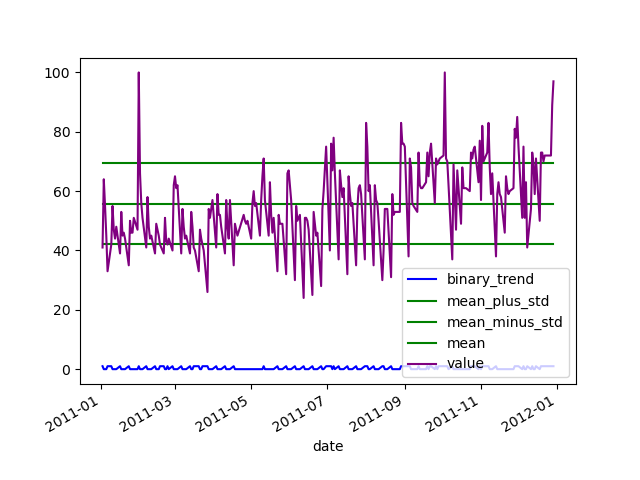 100
80
60
40
20
0
binary_trend
mean_plus_std
mean_minus_std
mean
value
2011-01
2011-03
2011-05
2011-07
2011-09
2011-11
2012-01
date